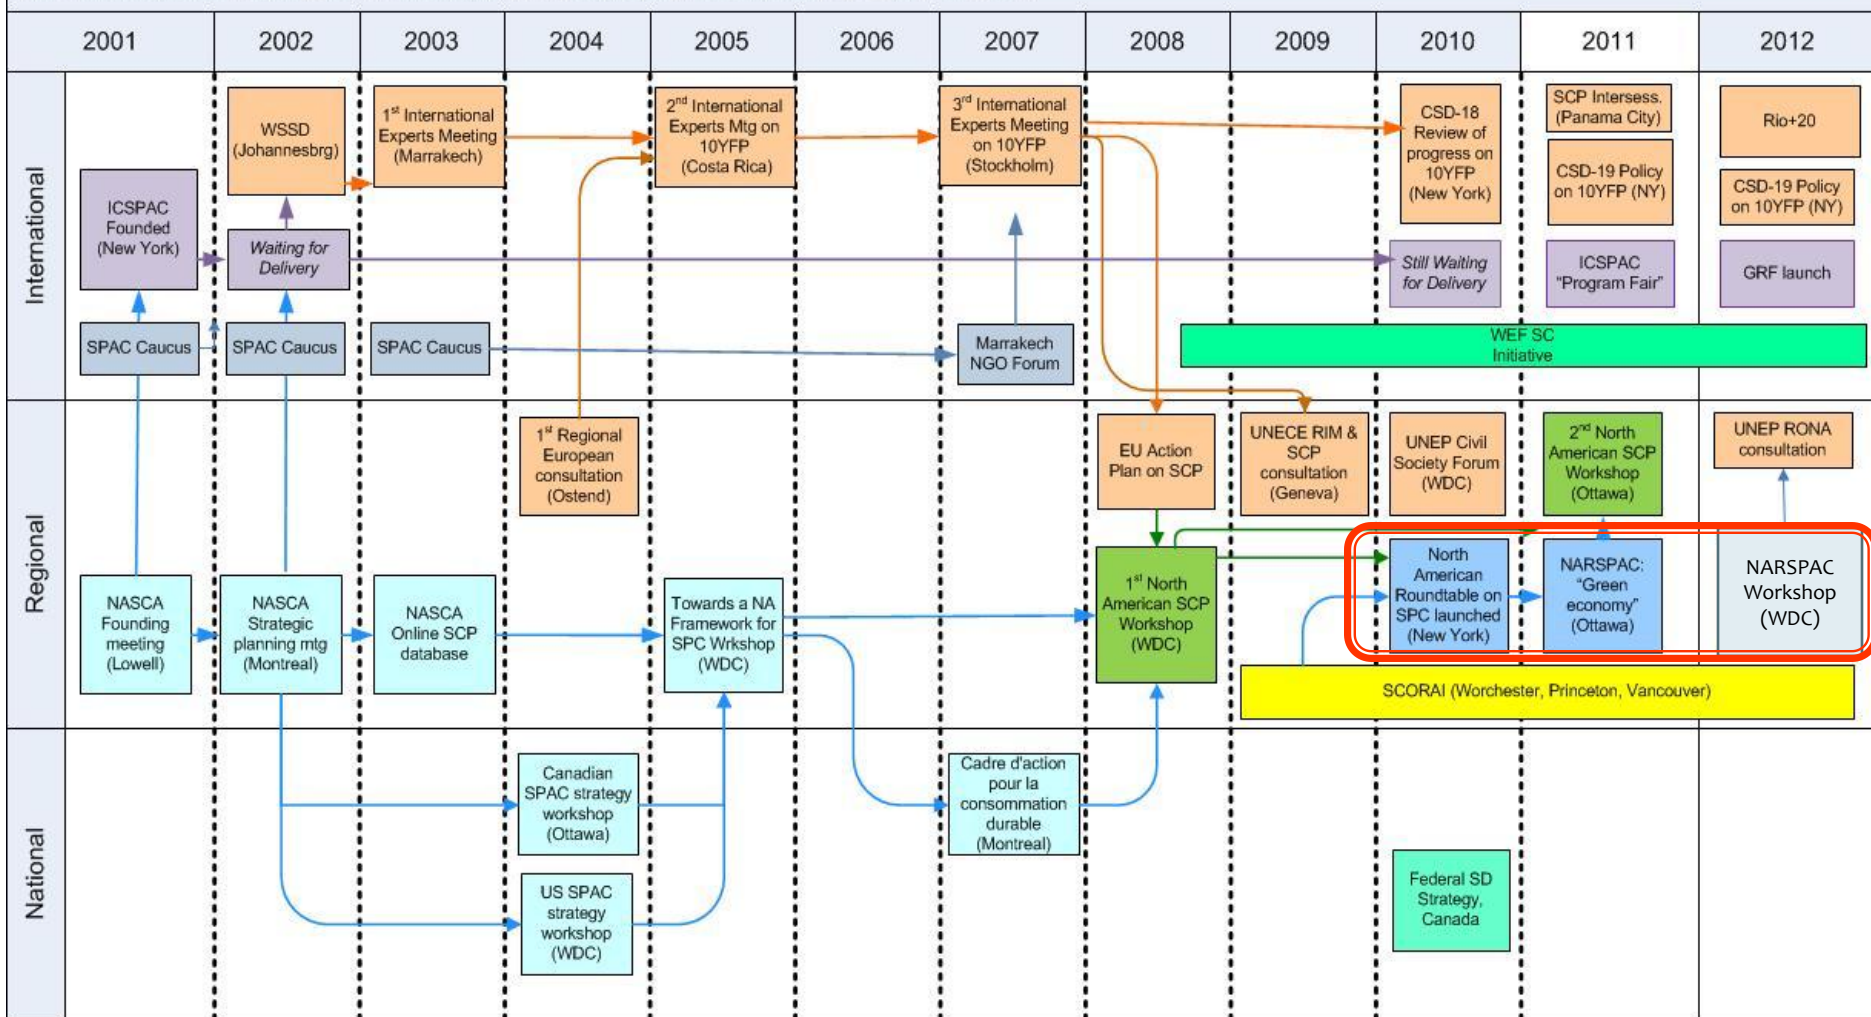 2001
2002
2003
2004
2005
2006
2007
2008
2009
2010
2011
2012
International
ICSPAC
Founded
(New York)
SPAC Caucus
WSSD
(Johannesbrg)
Waiting for
Delivery
SPAC Caucus
1st International
Experts Meeting
(Marrakech)
SPAC Caucus
2nd International
Experts Mtg on
10YFP
(Costa Rica)
3rd International
Experts Meeting
on 10YFP
(Stockholm)
Marrakech
NGO Forum
CSD-18
Review of
progress on
10YFP
(New York)
Still Waiting
for Delivery
SCP Intersess.
(Panama City)
CSD-19 Policy
on 10YFP (NY)
ICSPAC
“Program Fair”
Rio+20
CSD-19 Policy
on 10YFP (NY)
GRF launch
WEF SC
Initiative
Regional
NASCA
Founding
meeting
(Lowell)
NASCA
Strategic
planning mtg
(Montreal)
NASCA
Online SCP
database
1st Regional
European
consultation
(Ostend)
Towards a NA
Framework for
SPC Wrkshop
(WDC)
EU Action
Plan on SCP
1st North
American SCP
Workshop
(WDC)
UNECE RIM &
SCP
consultation
(Geneva)
UNEP Civil
Society Forum
(WDC)
North
American
Roundtable on
SPC launched
(New York)
2nd North
American SCP
Workshop
(Ottawa)
NARSPAC:
“Green
economy”
(Ottawa)
UNEP RONA
consultation
NARSPAC
Workshop
(WDC)
SCORAI (Worchester, Princeton, Vancouver)
National
Canadian
SPAC strategy
workshop
(Ottawa)
US SPAC
strategy
workshop
(WDC)
Cadre d'action
pour la
consommation
durable
(Montreal)
Federal SD
Strategy,
Canada